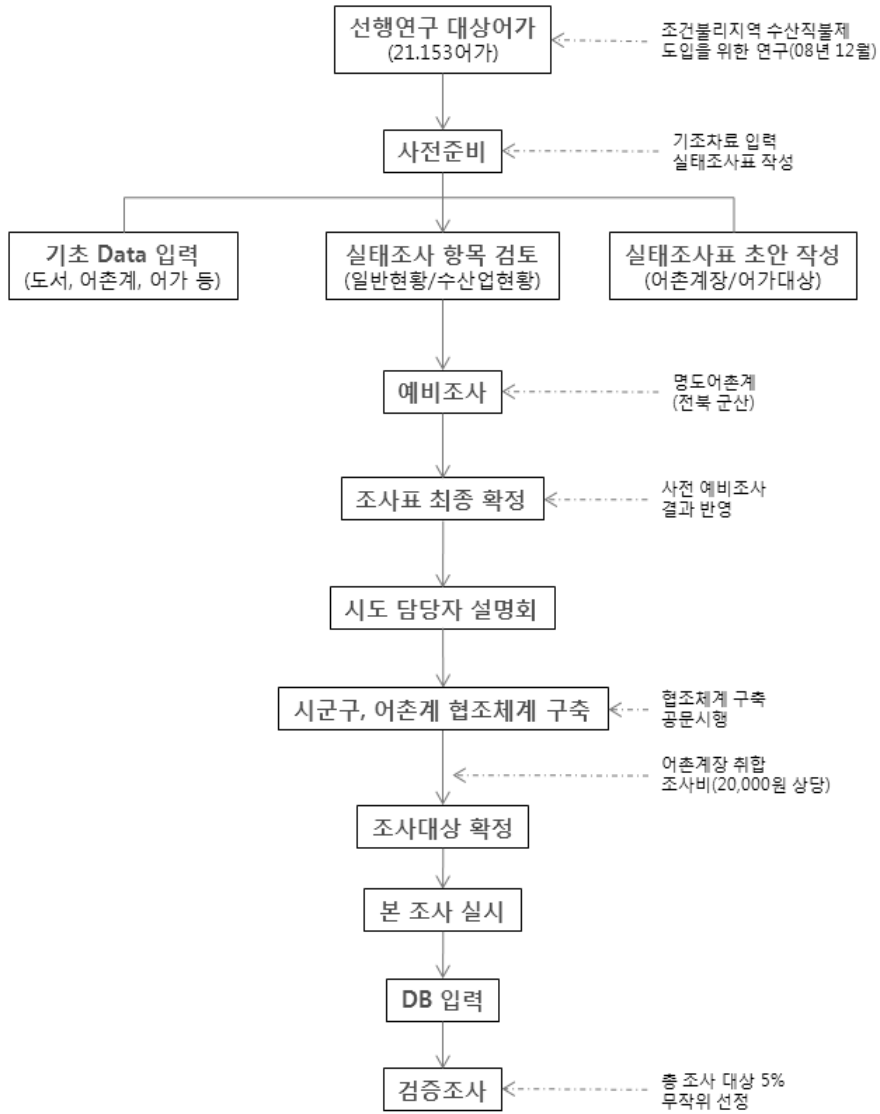 선행연구 대상어가
(21.153어가)
조건불리지역 수산직불제
도입을 위한 연구(08년 12월)
사전준비
기조차료 입력
실태조사표 작성
기초 Data 입력
(도서, 어촌계, 어가 등)
실태조사 항목 검토
(일반현황/수산업현황)
실태조사표 초안 작성
(어촌계장/어가대상)
예비조사
명도어촌계
(전북 군산)
조사표 최종 확정
사전 예비조사
결과 반영
시도 담당자 설명회
시군구, 어촌계 협조체계 구축
협조체계 구축
공문시행
어촌계장 취합
조사비(20,000원 상당)
조사대상 확정
본 조사 실시
DB 입력
검증조사
총 조사 대상 5%
무작위 선정